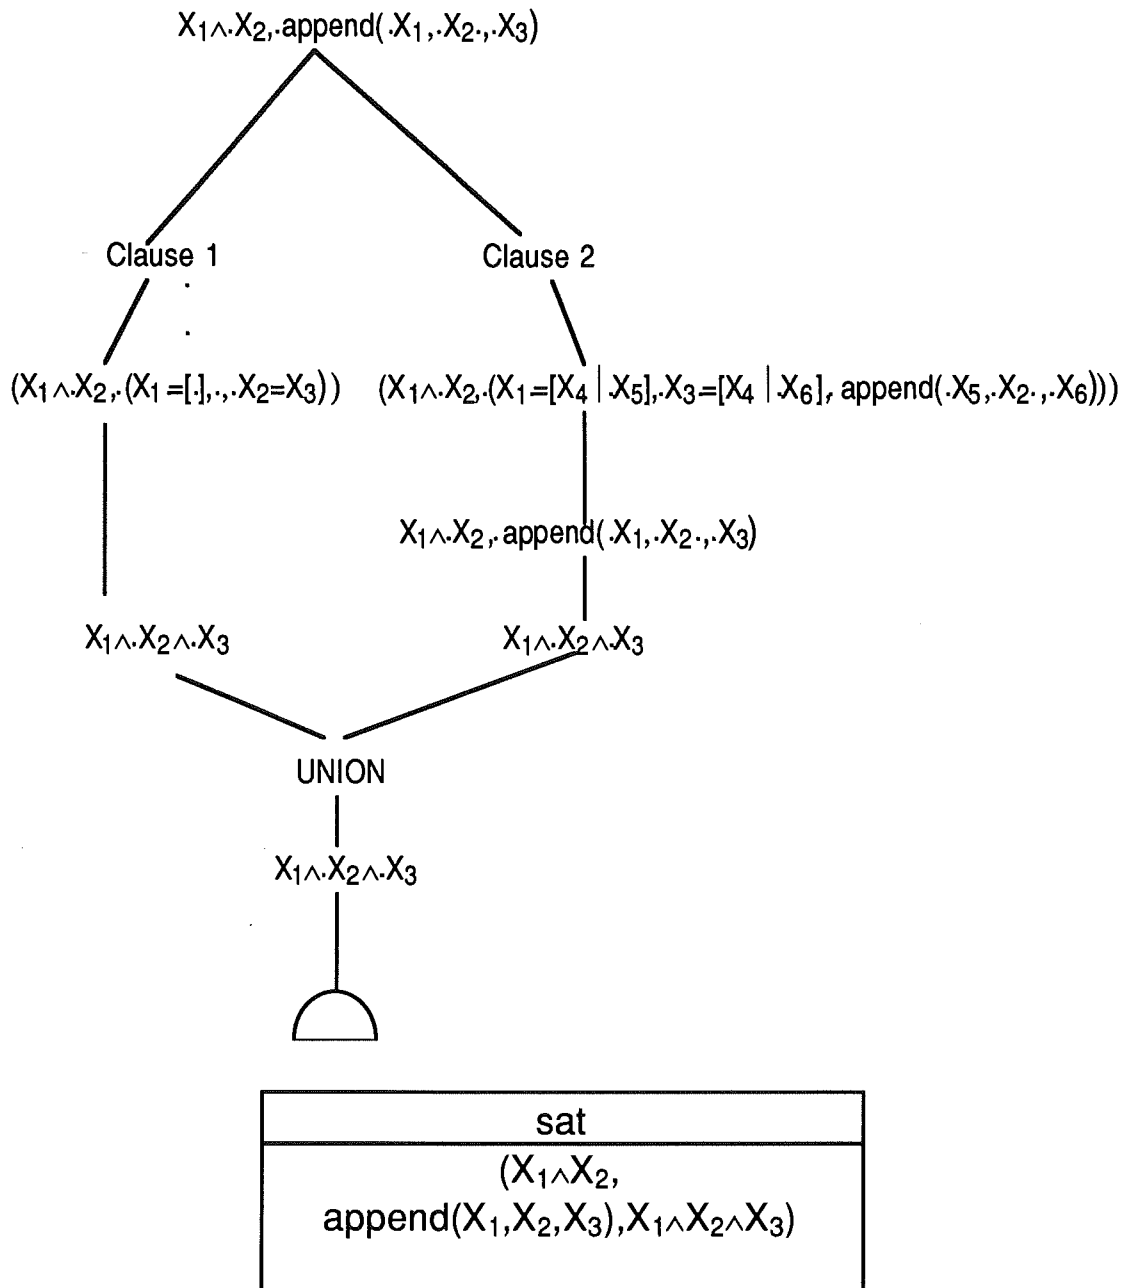 X₁∧.X₂,.append(.X₁,.X₂.,.X₃)
Clause 1
Clause 2
(X₁∧.X₂,.(X₁=[.],.,.X₂=X₃))
(X₁∧.X₂,.(X₁=[X₄|.X₅],.X₃=[X₄|.X₆],.append(.X₅,.X₂.,.X₆)))
X₁∧.X₂,.append(.X₁,.X₂.,.X₃)
X₁∧.X₂∧.X₃
X₁∧.X₂∧.X₃
UNION
X₁∧.X₂∧.X₃
sat
(X₁∧X₂,
append(X₁,X₂,X₃),X₁∧X₂∧X₃)